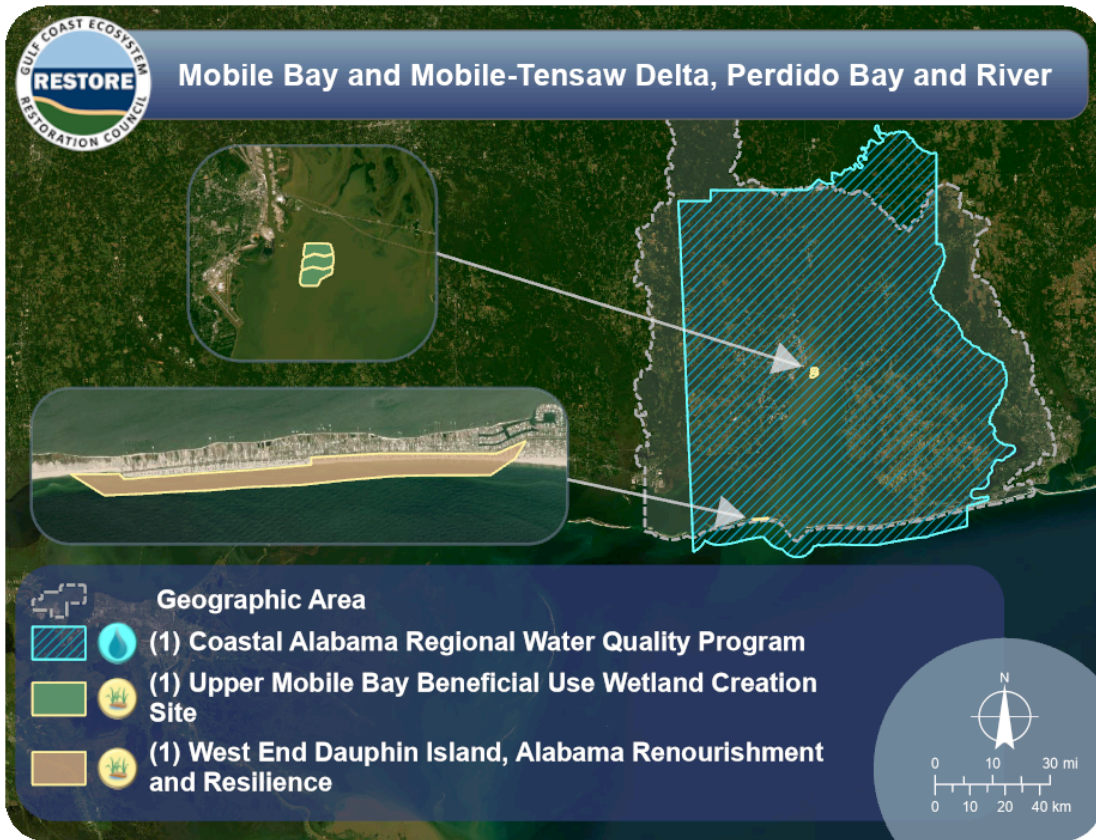 GULF COAST ECOSYSTEM
RESTORE
RESTORATION COUNCIL
Mobile Bay and Mobile-Tensaw Delta, Perdido Bay and River
Geographic Area
(1) Coastal Alabama Regional Water Quality Program
(1) Upper Mobile Bay Beneficial Use Wetland Creation
Site
(1) West End Dauphin Island, Alabama Renourishment
and Resilience
N
0 10 30 mi
0 10 20 40 km